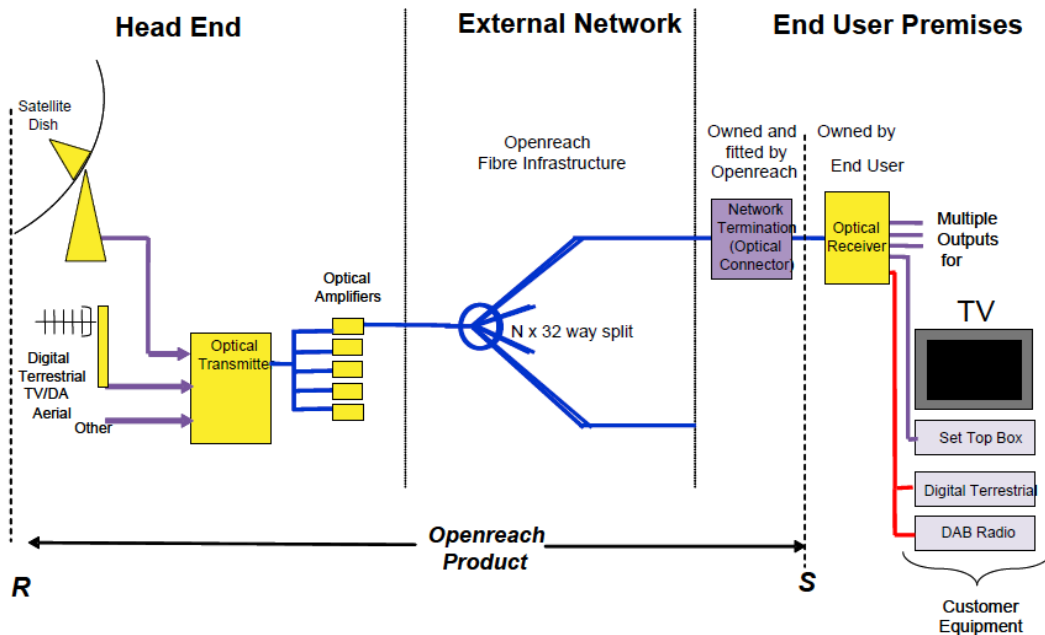 Head End
External Network
End User Premises
Satellite
Dish
Openreach
Fibre Infrastructure
Owned and
fitted by
Openreach
Owned by
End User
Network
Termination
(Optical
Connector)
Optical
Receiver
Multiple
Outputs
for
TV
Optical
Amplifiers
N x 32 way split
Optical
Transmitter
Digital
Terrestrial
TV/DA
Aerial
Other
Set Top Box
Digital Terrestrial
DAB Radio
Openreach
Product
R
S
Customer
Equipment